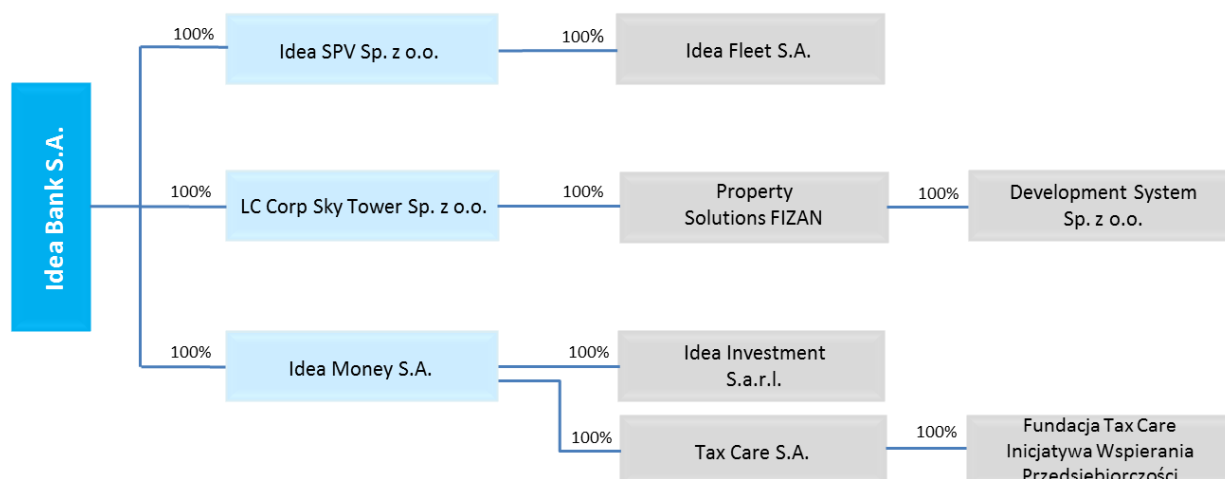 100%
Idea SPV Sp. z o.o.
100%
Idea Fleet S.A.
Idea Bank S.A.
100%
LC Corp Sky Tower Sp. z o.o.
100%
Property
Solutions FIZAN
100%
Development System
Sp. z o.o.
100%
Idea Money S.A.
100%
Idea Investment
S.a.r.l.
100%
Tax Care S.A.
100%
Fundacja Tax Care
Inicjatywa Wspierania
Przedsiębiorczości